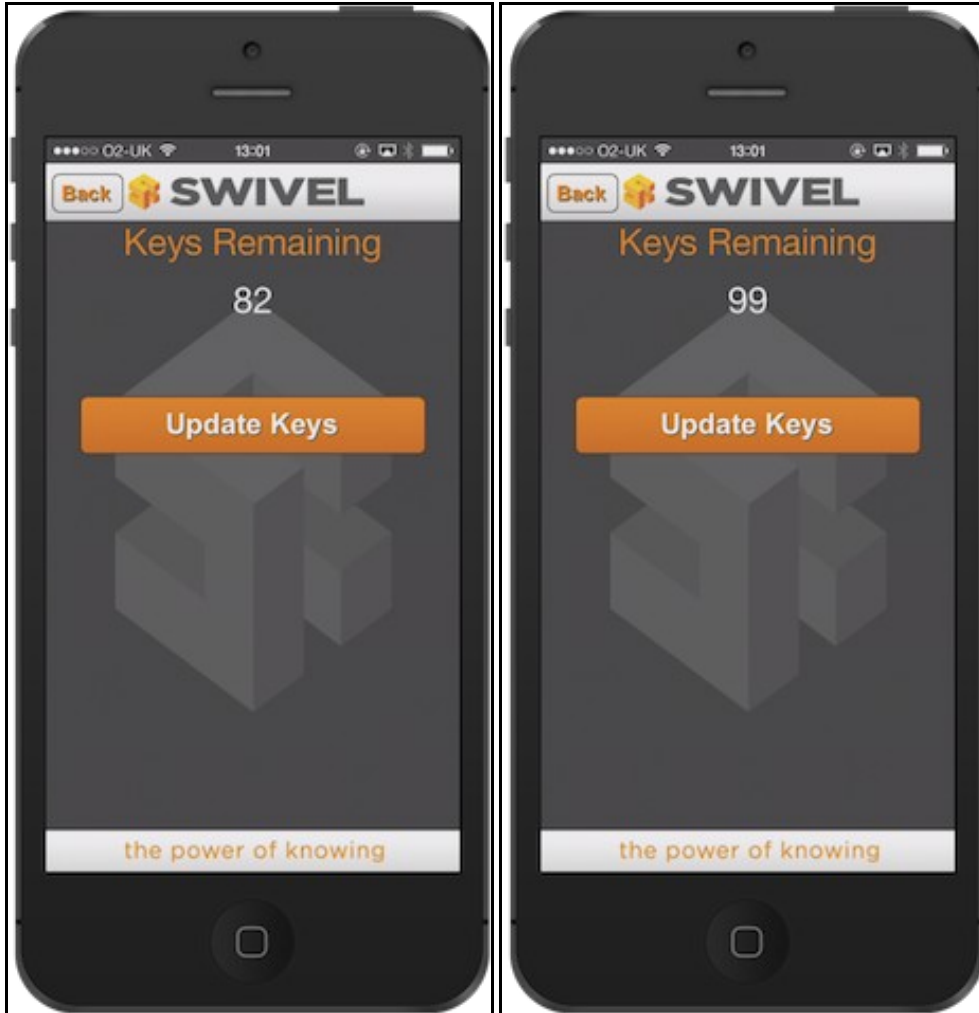 ●●●○○ O2-UK 13:01
Back SWIVEL
Keys Remaining
82
Update Keys
the power of knowing
●●●○○ O2-UK 13:01
Back SWIVEL
Keys Remaining
99
Update Keys
the power of knowing